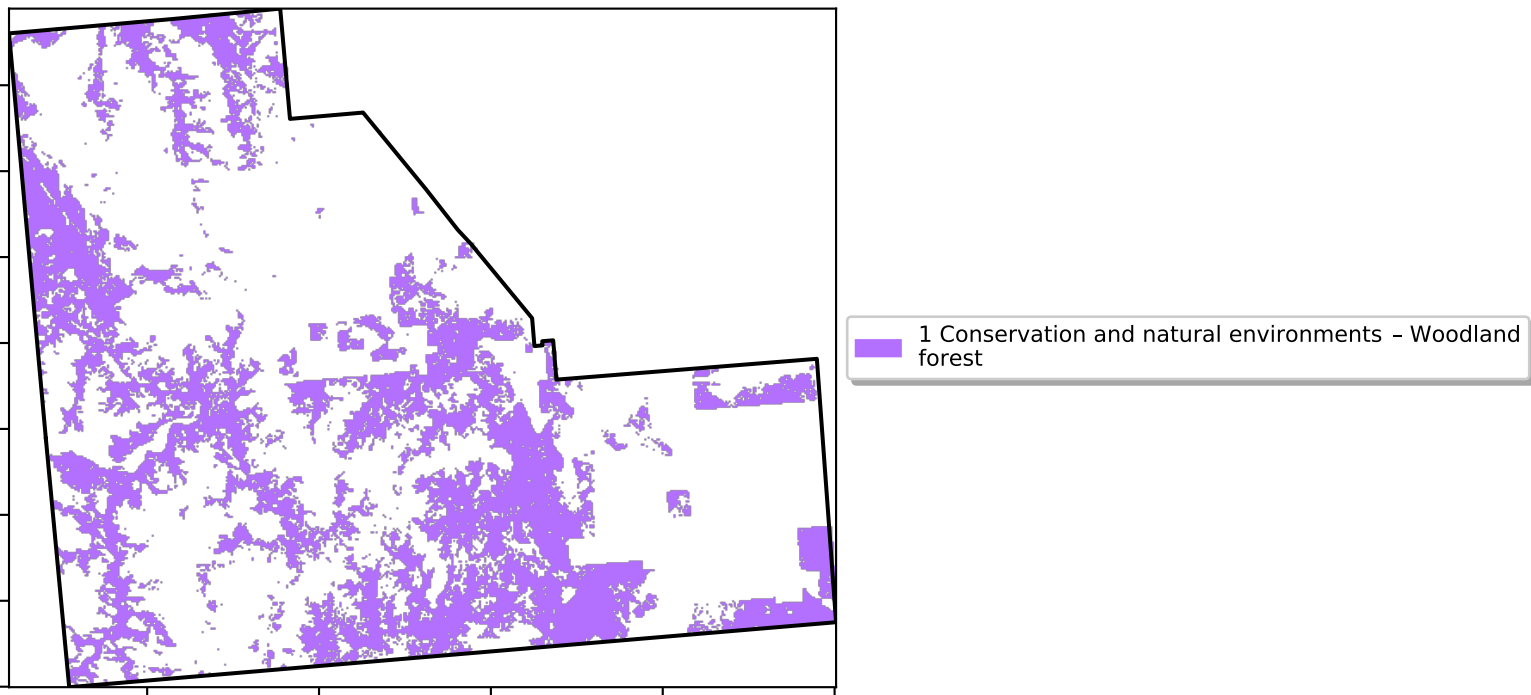 1 Conservation and natural environments – Woodland
forest